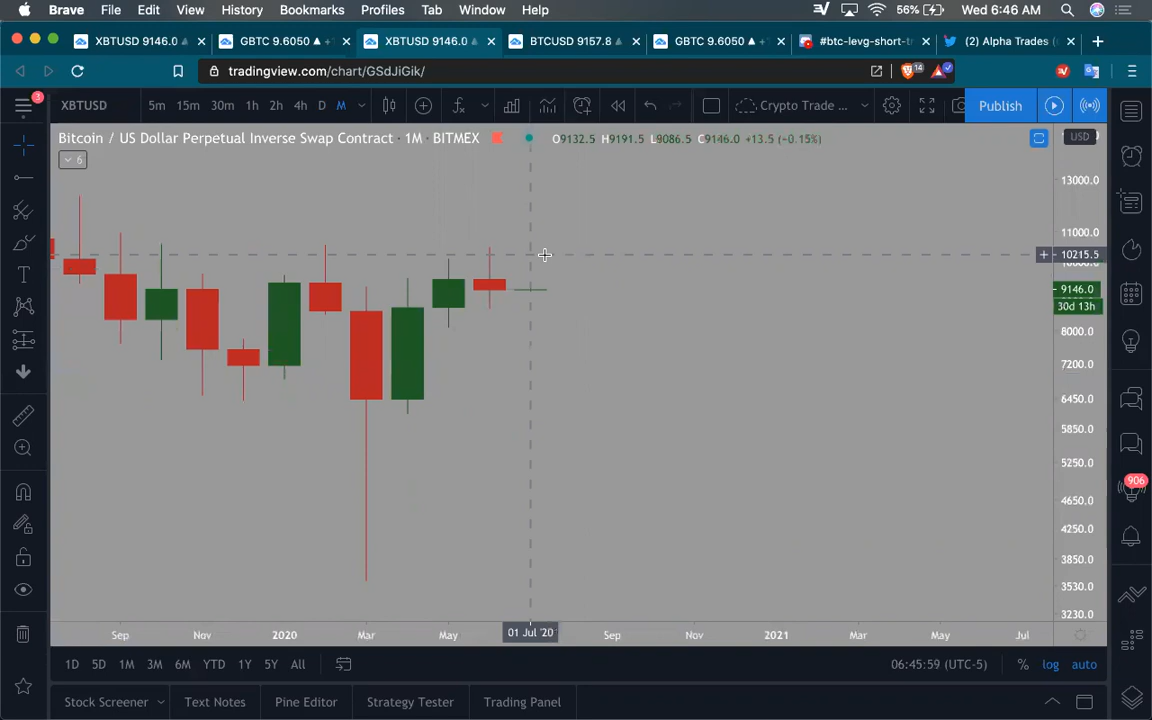 Brave File Edit View History Bookmarks Profiles Tab Window Help 56% Wed 6:46 AM
XBTUSD 9146.0 GBTC 9.6050 XBTUSD 9146.0 BTCUSD 9157.8 GBTC 9.6050 #btc-levg-short-t (2) Alpha Trades
tradingview.com/chart/GSdJiGik/ 14
3 XBTUSD 5m 15m 30m 1h 2h 4h D M Crypto Trade ... Publish
Bitcoin / US Dollar Perpetual Inverse Swap Contract · 1M · BITMEX O9132.5 H9191.5 L9086.5 C9146.0 +13.5 (+0.15%) USD
6
13000.0
11000.0
10215.5
9146.0
30d 13h
8000.0
7200.0
6450.0
5850.0
5250.0
906
4650.0
4250.0
3850.0
3530.0
3230.0
Sep Nov 2020 Mar May 01 Jul '20 Sep Nov 2021 Mar May Jul
1D 5D 1M 3M 6M YTD 1Y 5Y All 06:45:59 (UTC-5) % log auto
Stock Screener Text Notes Pine Editor Strategy Tester Trading Panel